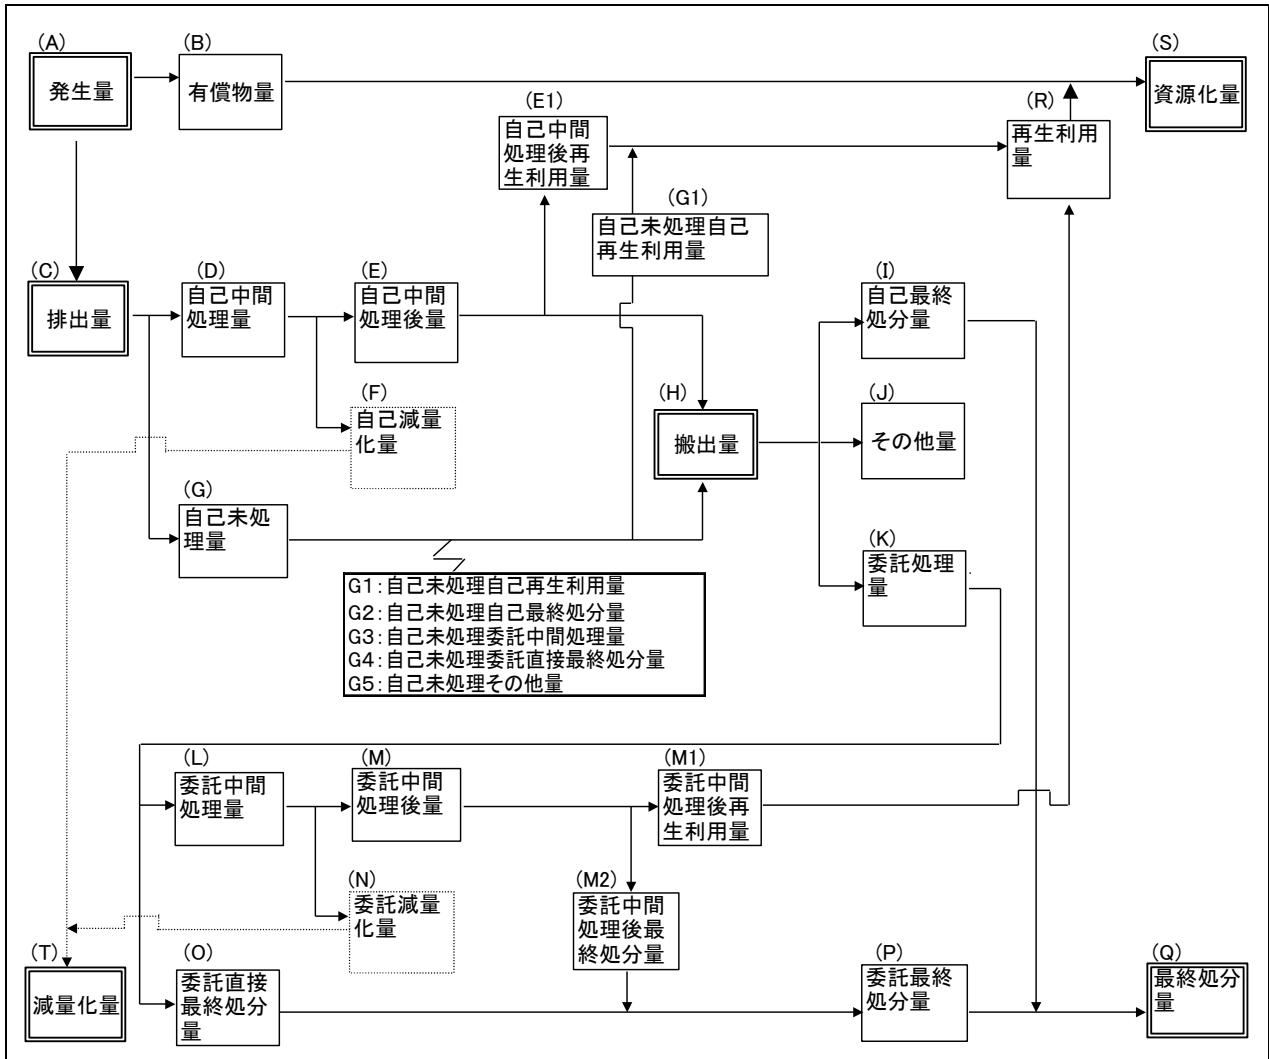 (A)
発生量
(B)
有償物量
(S)
資源化量
(E1)
自己中間
処理後再
生利用量
(R)
再生利用
量
(G1)
自己未処理自己
再生利用量
(C)
排出量
(D)
自己中間
処理量
(E)
自己中間
処理後量
(I)
自己最終
処分量
(F)
自己減量
化量
(H)
搬出量
(J)
その他量
(G)
自己未処
理量
(K)
委託処理
量
G1:自己未処理自己再生利用量
G2:自己未処理自己最終処分量
G3:自己未処理委託中間処理量
G4:自己未処理委託直接最終処分量
G5:自己未処理その他量
(L)
委託中間
処理量
(M)
委託中間
処理後量
(M1)
委託中間
処理後再
生利用量
(N)
委託減量
化量
(M2)
委託中間
処理後最
終処分量
(T)
減量化量
(O)
委託直接
最終処分
量
(P)
委託最終
処分量
(Q)
最終処分
量